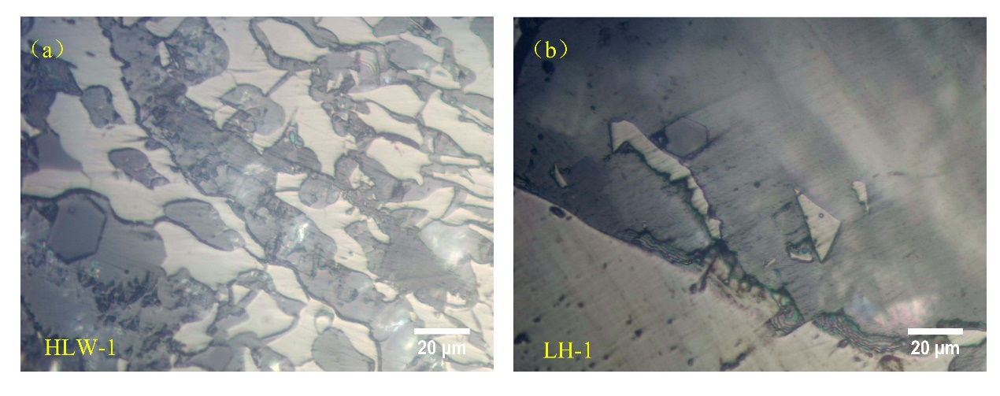 （a）
（b）
HLW-1
20 µm
LH-1
20 µm